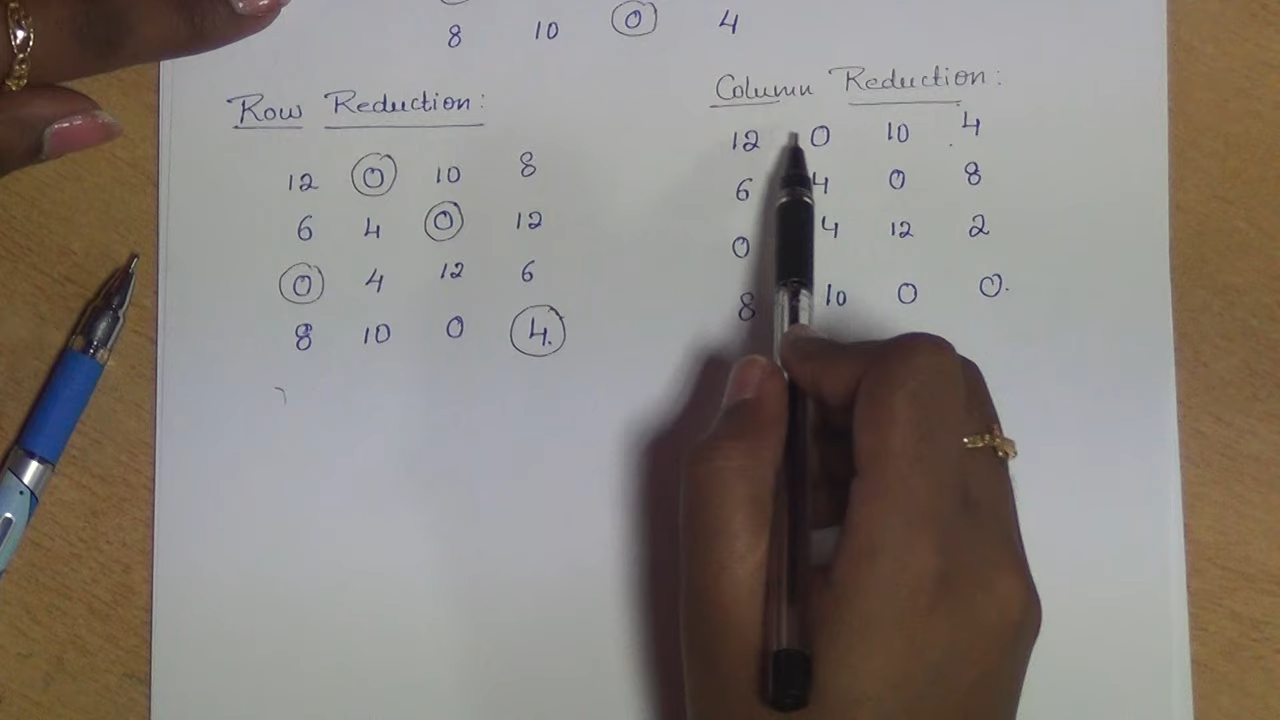 8 10 0 4
Row Reduction:
12 0 10 8
6 4 0 12
0 4 12 6
8 10 0 4.
Column Reduction:
12 0 10 4
6 4 0 8
0 4 12 2
8 10 0 0.